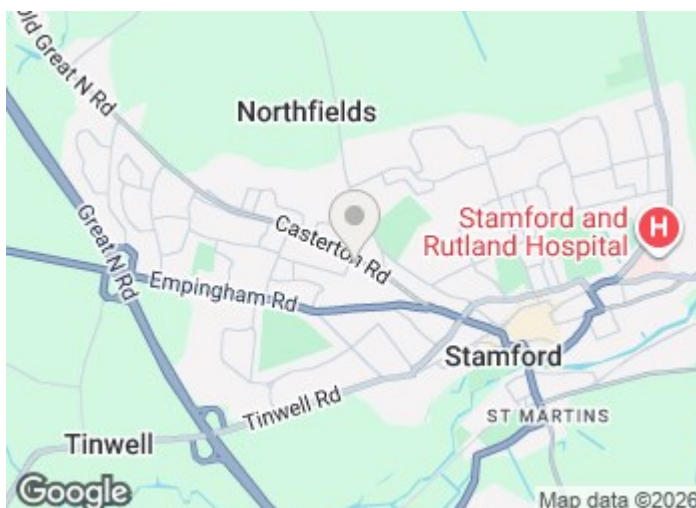 Old Great N Rd
Northfields
Great N Rd
Casterton Rd
Stamford and
Rutland Hospital
H
Empingham Rd
Stamford
Tinwell Rd
ST MARTINS
Tinwell
Google
Map data ©2026